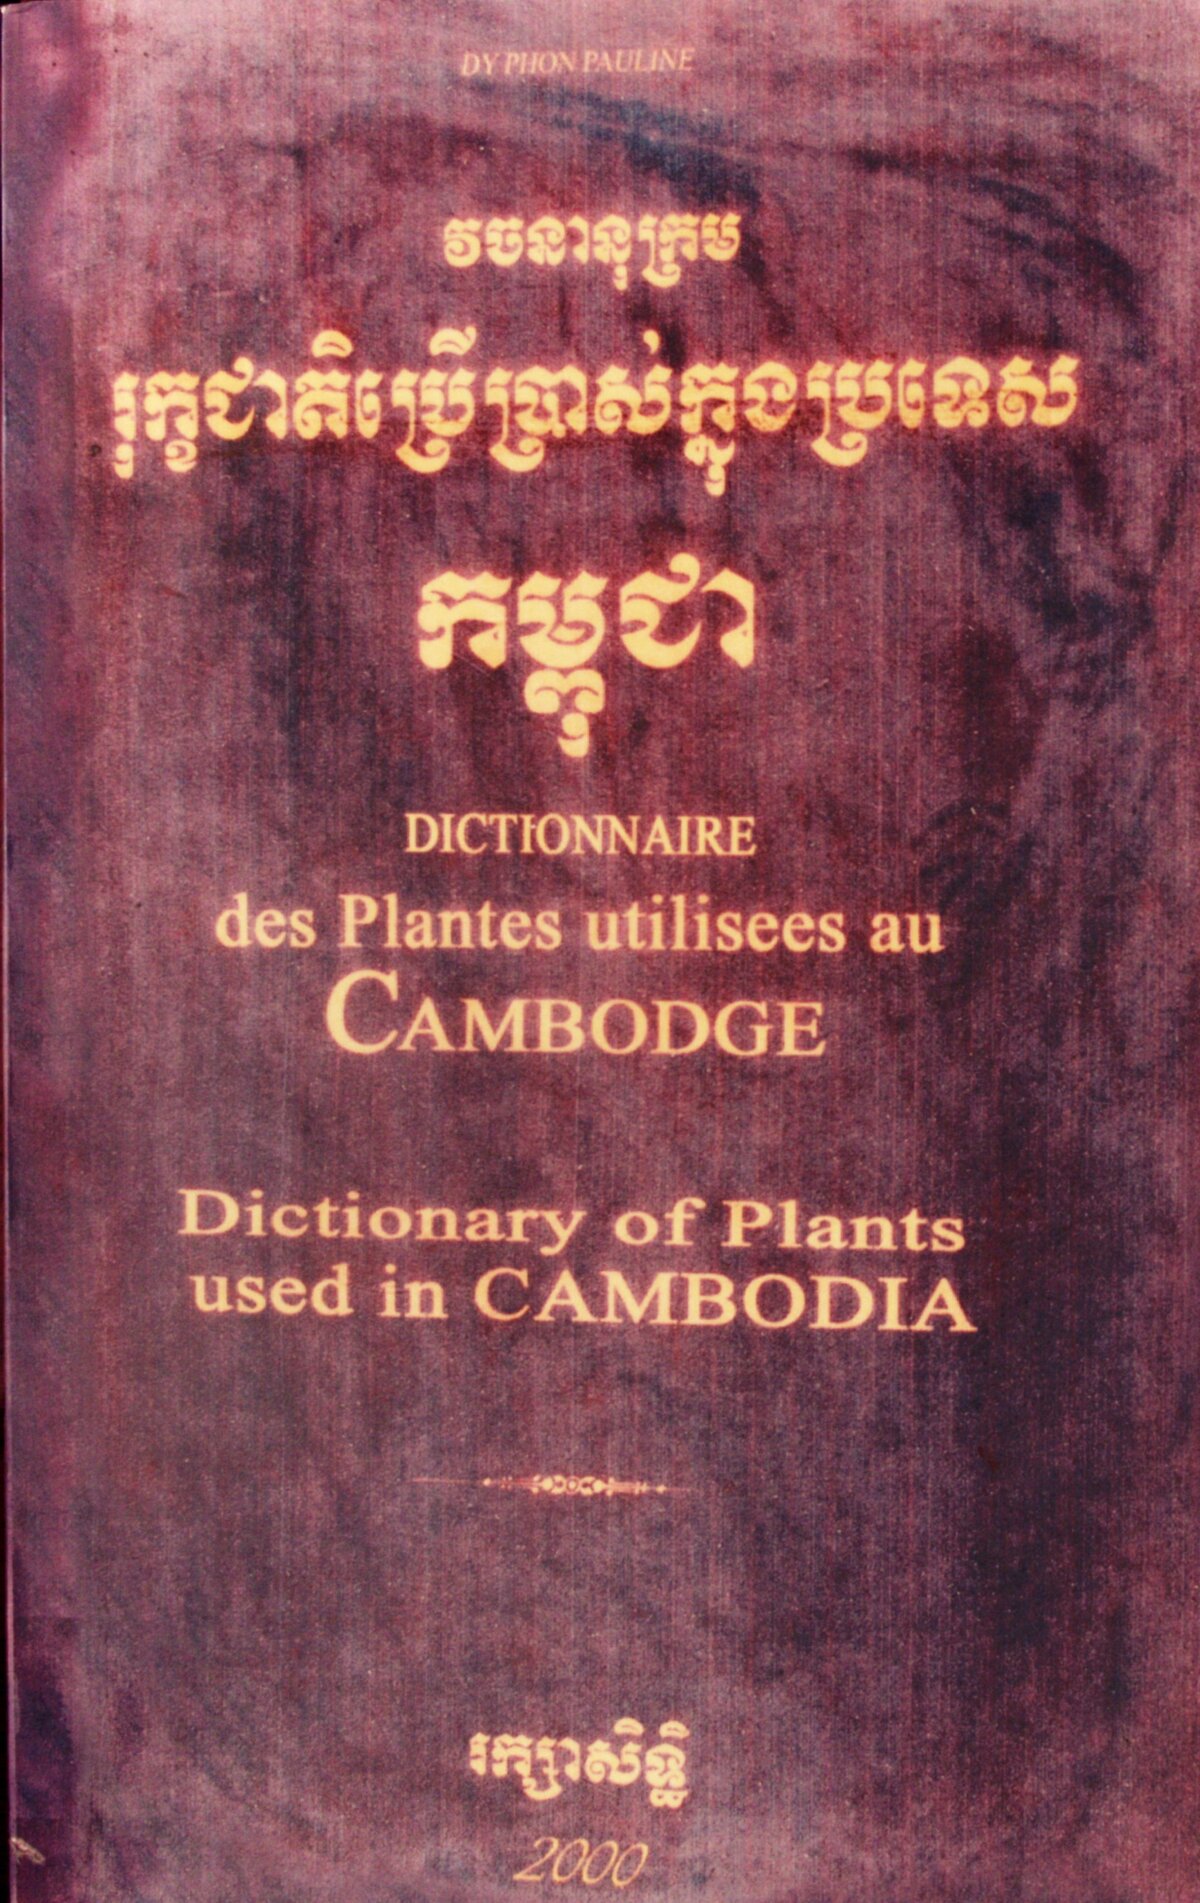 DY PHON PAULINE
វចនានុក្រម
រុក្ខជាតិប្រើប្រាស់ក្នុងប្រទេស
កម្ពុជា
DICTIONNAIRE
des Plantes utilisees au
CAMBODGE
Dictionary of Plants
used in CAMBODIA
រក្សាសិទ្ធិ
2000